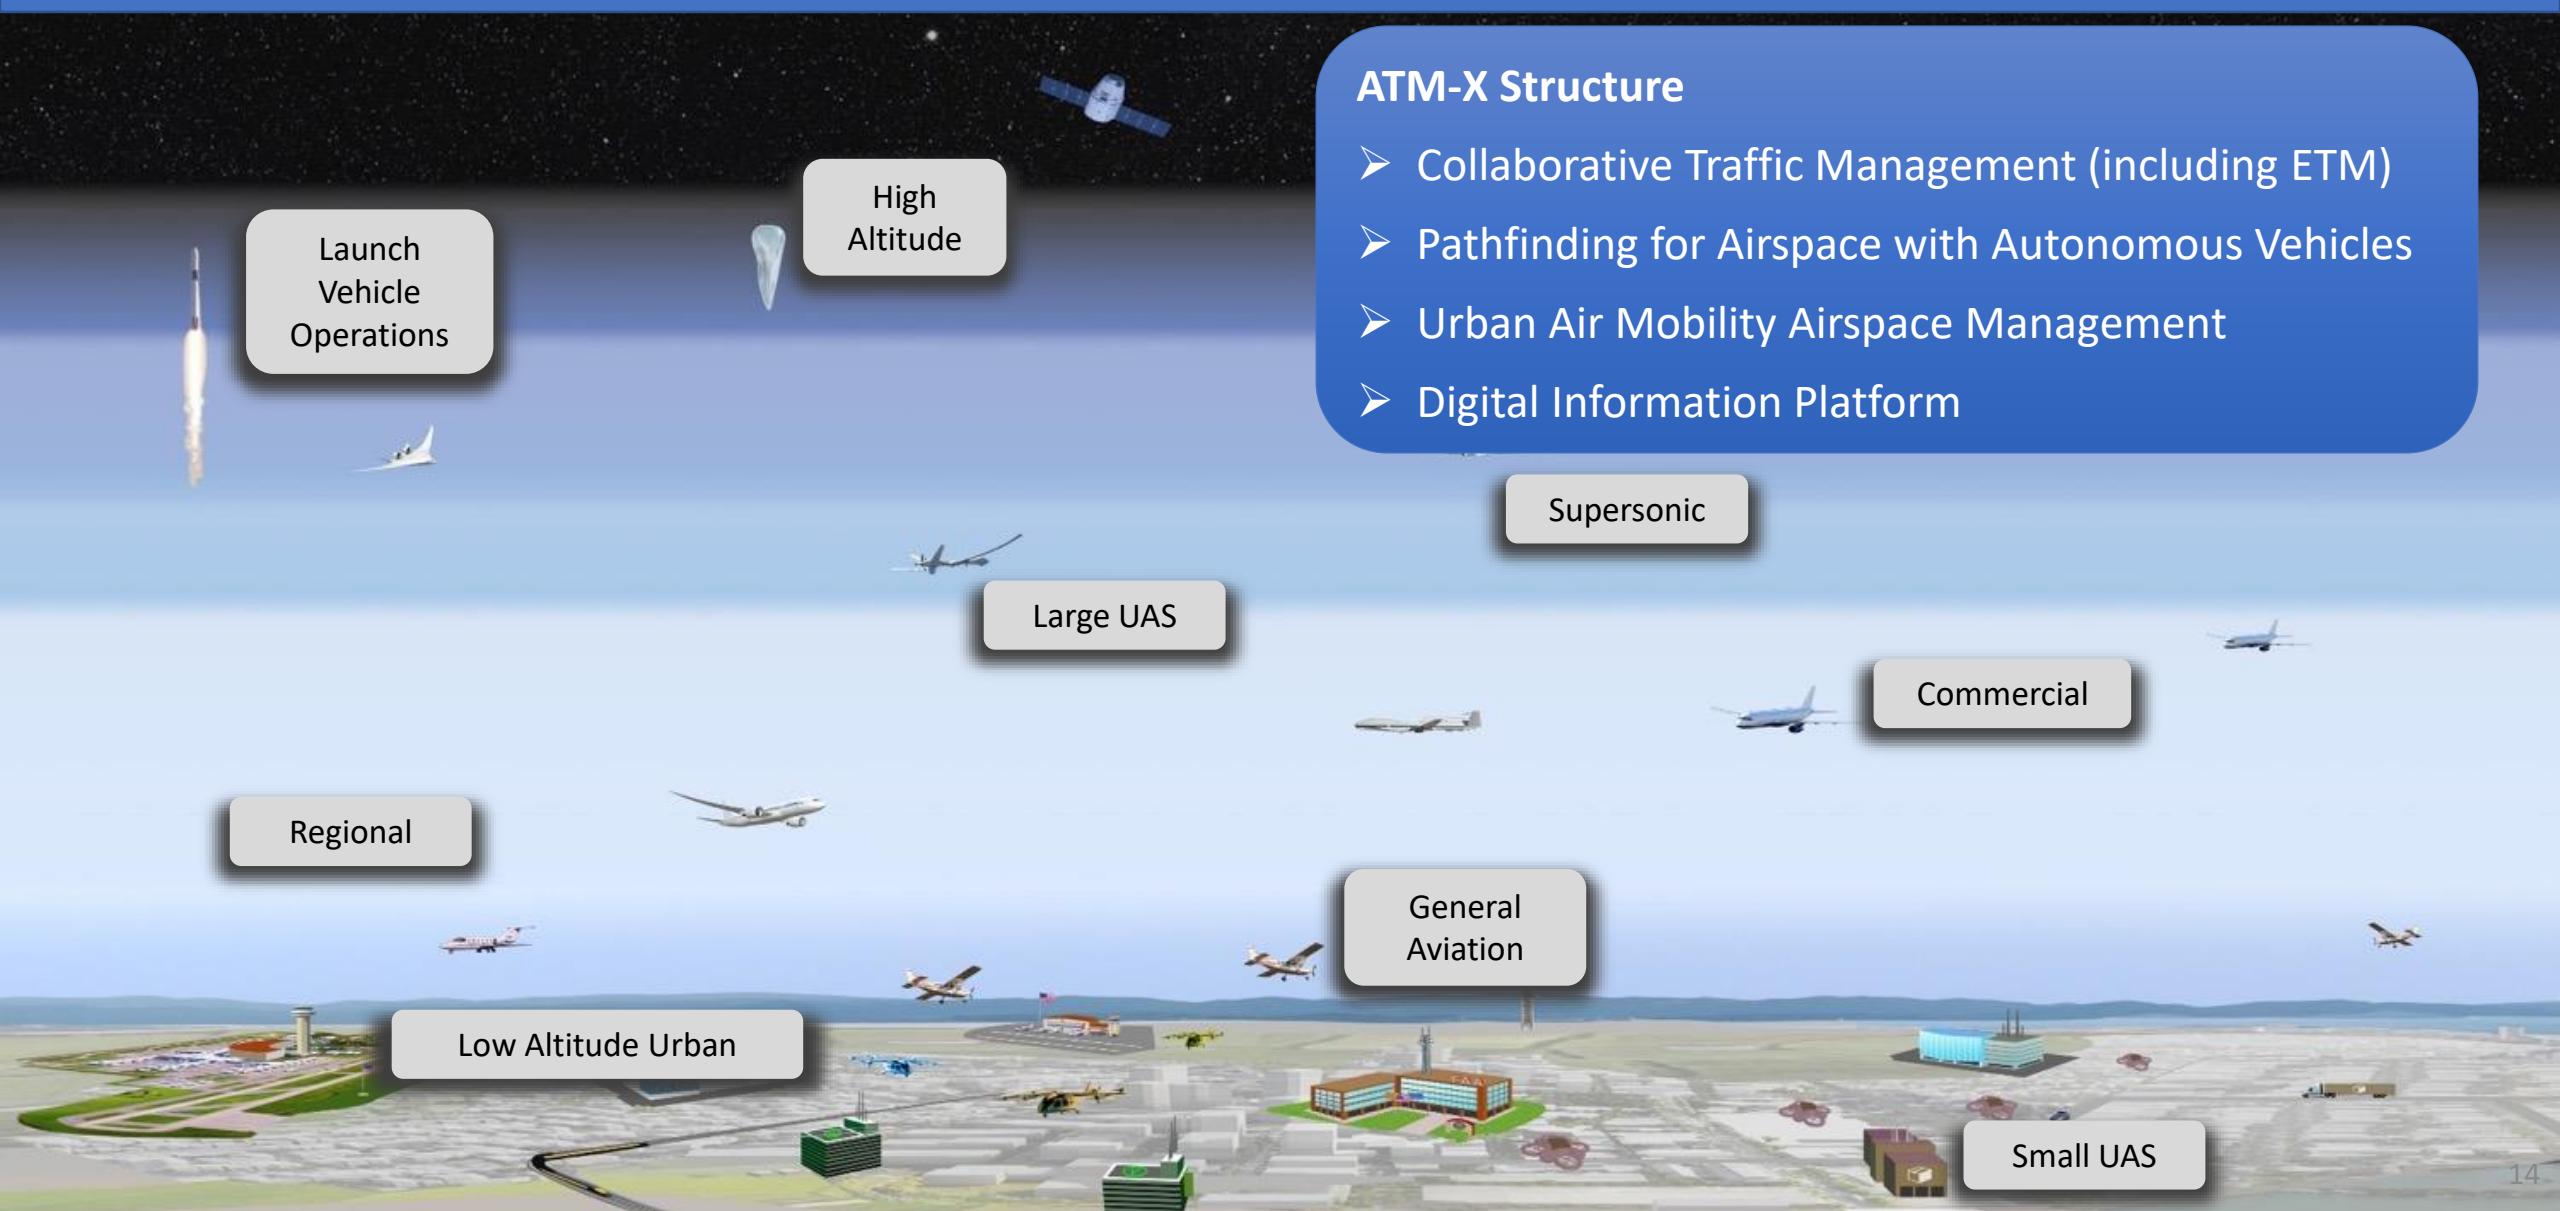 ATM-X Structure
➢ Collaborative Traffic Management (including ETM)
➢ Pathfinding for Airspace with Autonomous Vehicles
➢ Urban Air Mobility Airspace Management
➢ Digital Information Platform
High
Altitude
Launch
Vehicle
Operations
Supersonic
Large UAS
Commercial
Regional
General
Aviation
Low Altitude Urban
FAA
Small UAS
14